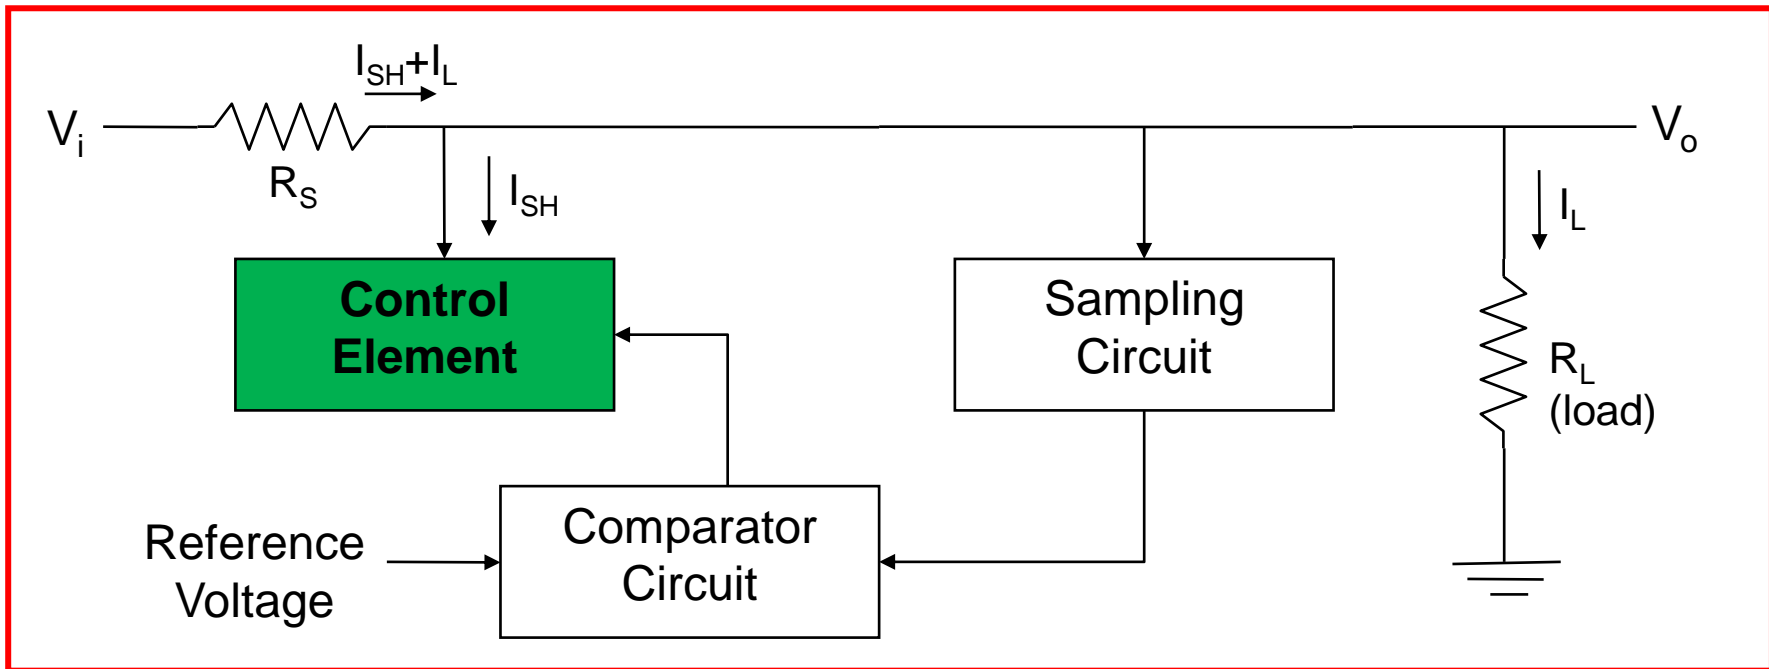 I_SH+I_L
V_i
V_o
R_S
I_SH
I_L
Control
Element
Sampling
Circuit
R_L
(load)
Reference
Voltage
Comparator
Circuit